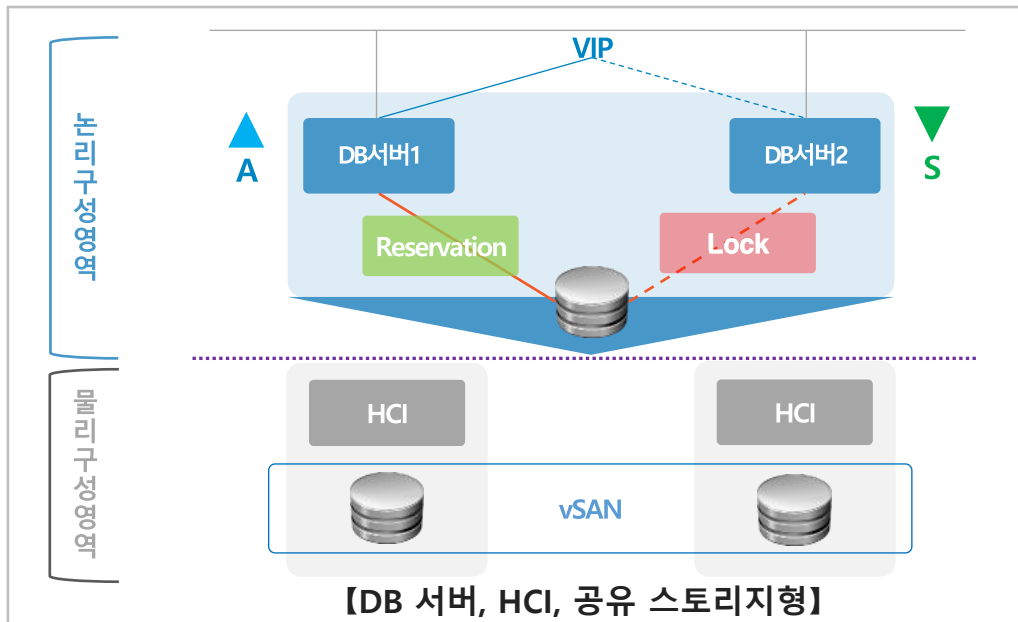 논리구성영역
VIP
A
DB서버1
DB서버2
S
Reservation
Lock
물리구성영역
HCI
HCI
vSAN
【DB 서버, HCI, 공유 스토리지형】